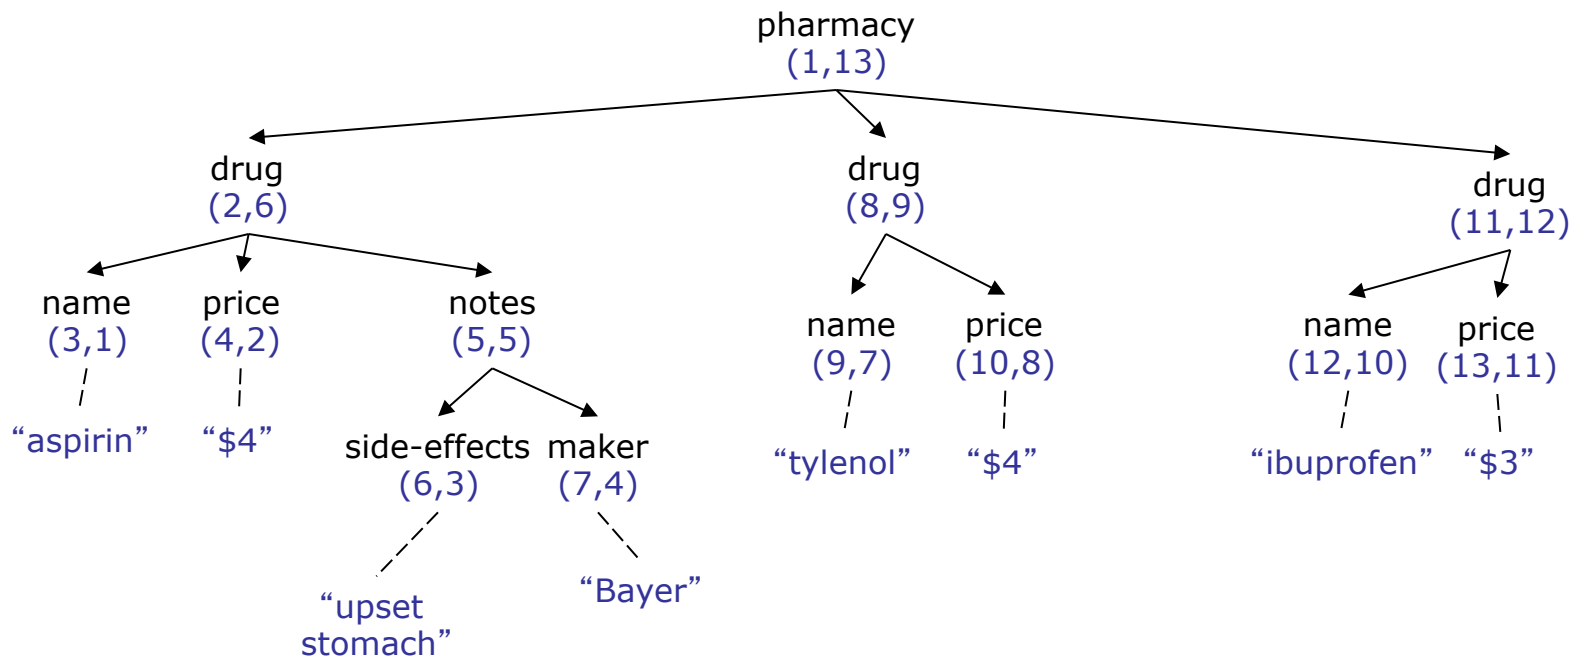 pharmacy
(1,13)
drug
(2,6)
drug
(8,9)
drug
(11,12)
name
(3,1)
price
(4,2)
notes
(5,5)
name
(9,7)
price
(10,8)
name
(12,10)
price
(13,11)
“aspirin”
“$4”
side-effects
(6,3)
maker
(7,4)
“tylenol”
“$4”
“ibuprofen”
“$3”
“upset
stomach”
“Bayer”